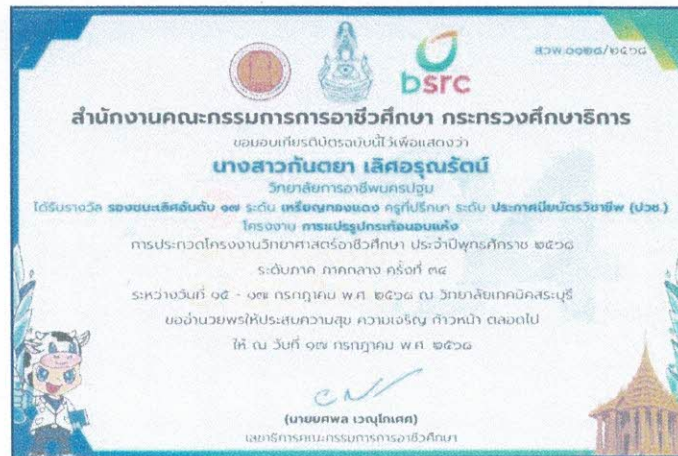 สวพ.๐๐๒๘/๒๕๖๘
bsrc
สำนักงานคณะกรรมการการอาชีวศึกษา กระทรวงศึกษาธิการ
ขอมอบเกียรติบัตรฉบับนี้ไว้เพื่อแสดงว่า
นางสาวกันตยา เลิศอรุณรัตน์
วิทยาลัยการอาชีพนครปฐม
ได้รับรางวัล รองชนะเลิศอันดับ ๑๗ ระดับ เหรียญทองแดง ครูที่ปรึกษา ระดับ ประกาศนียบัตรวิชาชีพ (ปวช.)
โครงงาน การแปรรูปกระท้อนอบแห้ง
การประกวดโครงงานวิทยาศาสตร์อาชีวศึกษา ประจำปีพุทธศักราช ๒๕๖๘
ระดับภาค ภาคกลาง ครั้งที่ ๓๔
ระหว่างวันที่ ๑๕ - ๑๗ กรกฎาคม พ.ศ. ๒๕๖๘ ณ วิทยาลัยเทคนิคสระบุรี
ขออำนวยพรให้ประสบความสุข ความเจริญ ก้าวหน้า ตลอดไป
ให้ ณ วันที่ ๑๗ กรกฎาคม พ.ศ. ๒๕๖๘
(นายยศพล เวณุโกเศศ)
เลขาธิการคณะกรรมการการอาชีวศึกษา